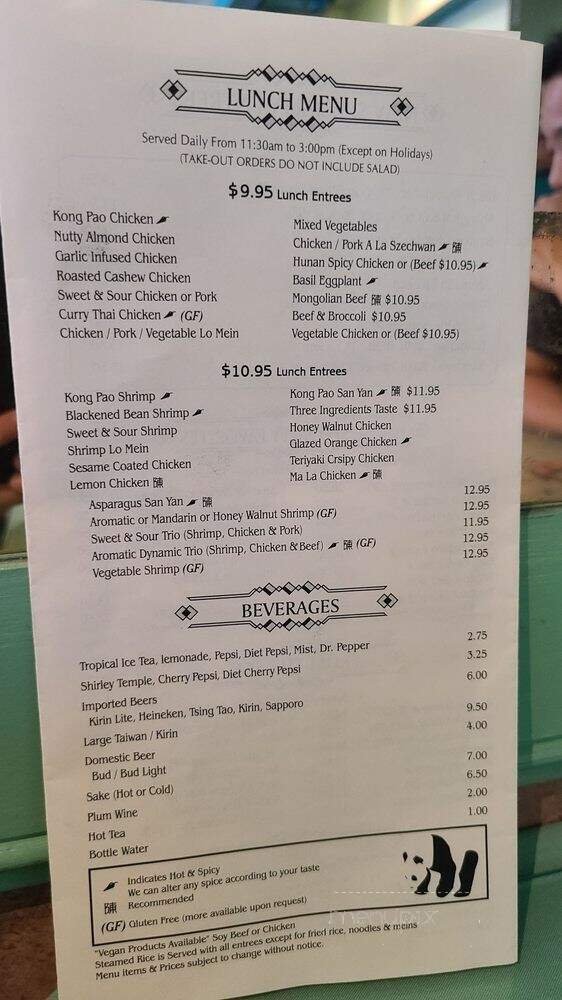 LUNCH MENU
Served Daily From 11:30am to 3:00pm (Except on Holidays)
(TAKE-OUT ORDERS DO NOT INCLUDE SALAD)
$9.95 Lunch Entrees
Kong Pao Chicken
Nutty Almond Chicken
Garlic Infused Chicken
Roasted Cashew Chicken
Sweet & Sour Chicken or Pork
Curry Thai Chicken (GF)
Chicken / Pork / Vegetable Lo Mein
Mixed Vegetables
Chicken / Pork A La Szechwan
Hunan Spicy Chicken or (Beef $10.95)
Basil Eggplant
Mongolian Beef $10.95
Beef & Broccoli $10.95
Vegetable Chicken or (Beef $10.95)
$10.95 Lunch Entrees
Kong Pao Shrimp
Blackened Bean Shrimp
Sweet & Sour Shrimp
Shrimp Lo Mein
Sesame Coated Chicken
Lemon Chicken
Kong Pao San Yan $11.95
Three Ingredients Taste $11.95
Honey Walnut Chicken
Glazed Orange Chicken
Teriyaki Crsipy Chicken
Ma La Chicken
Asparagus San Yan 12.95
Aromatic or Mandarin or Honey Walnut Shrimp (GF) 12.95
Sweet & Sour Trio (Shrimp, Chicken & Pork) 11.95
Aromatic Dynamic Trio (Shrimp, Chicken & Beef) (GF) 12.95
Vegetable Shrimp (GF) 12.95
BEVERAGES
Tropical Ice Tea, lemonade, Pepsi, Diet Pepsi, Mist, Dr. Pepper 2.75
Shirley Temple, Cherry Pepsi, Diet Cherry Pepsi 3.25
Imported Beers 6.00
Kirin Lite, Heineken, Tsing Tao, Kirin, Sapporo
Large Taiwan / Kirin 9.50
Domestic Beer 4.00
Bud / Bud Light
Sake (Hot or Cold) 7.00
Plum Wine 6.50
Hot Tea 2.00
Bottle Water 1.00
Indicates Hot & Spicy
We can alter any spice according to your taste
Recommended
(GF) Gluten Free (more available upon request)
menupix
"Vegan Products Available" Soy Beef or Chicken
Steamed Rice is Served with all entrees except for fried rice, noodles & meins
Menu items & Prices subject to change without notice.